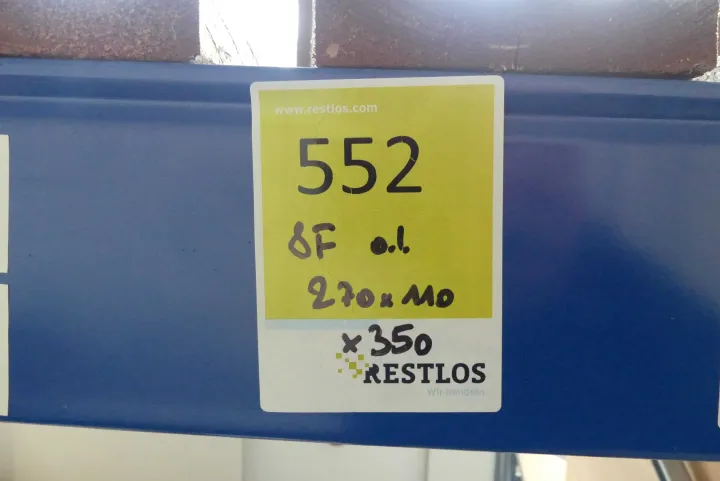 www.restlos.com
552
8F o.l.
270 x 110
x 350
RESTLOS